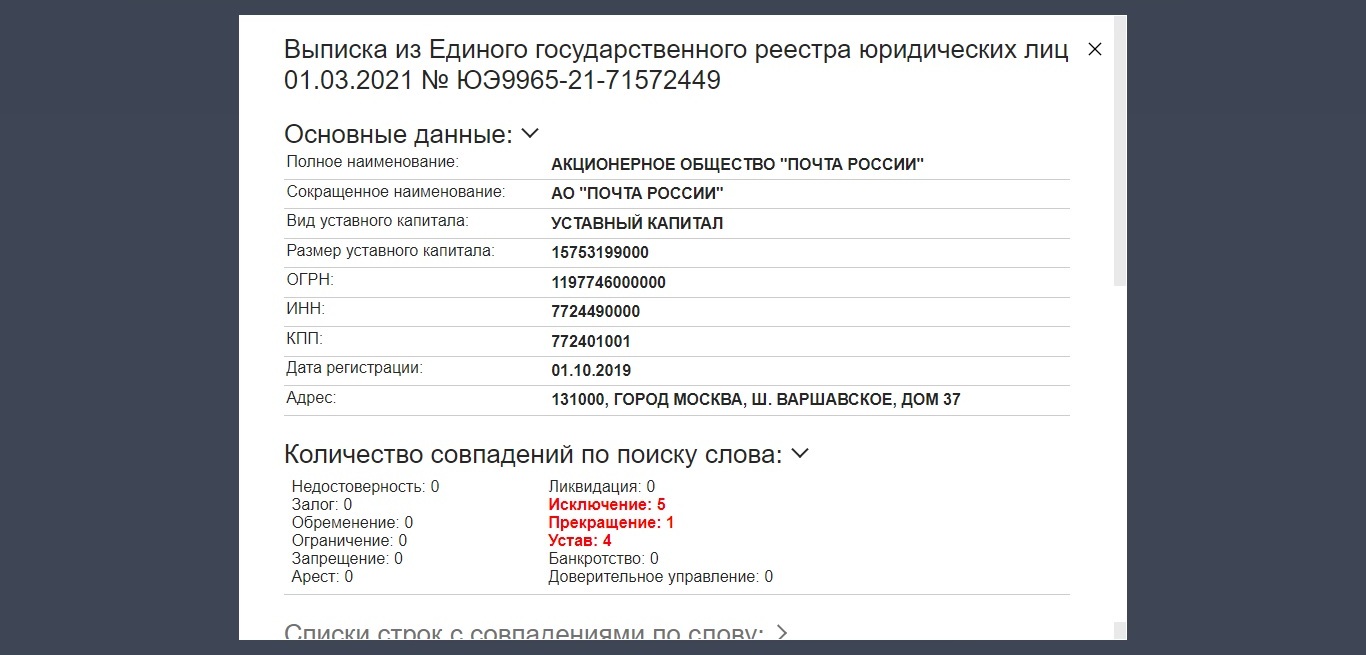 Выписка из Единого государственного реестра юридических лиц
01.03.2021 № ЮЭ9965-21-71572449
Основные данные:
Полное наименование: АКЦИОНЕРНОЕ ОБЩЕСТВО "ПОЧТА РОССИИ"
Сокращенное наименование: АО "ПОЧТА РОССИИ"
Вид уставного капитала: УСТАВНЫЙ КАПИТАЛ
Размер уставного капитала: 15753199000
ОГРН: 1197746000000
ИНН: 7724490000
КПП: 772401001
Дата регистрации: 01.10.2019
Адрес: 131000, ГОРОД МОСКВА, Ш. ВАРШАВСКОЕ, ДОМ 37
Количество совпадений по поиску слова:
Недостоверность: 0 Ликвидация: 0
Залог: 0 Исключение: 5
Обременение: 0 Прекращение: 1
Ограничение: 0 Устав: 4
Запрещение: 0 Банкротство: 0
Арест: 0 Доверительное управление: 0
Списки строк с совпадениями по слову: